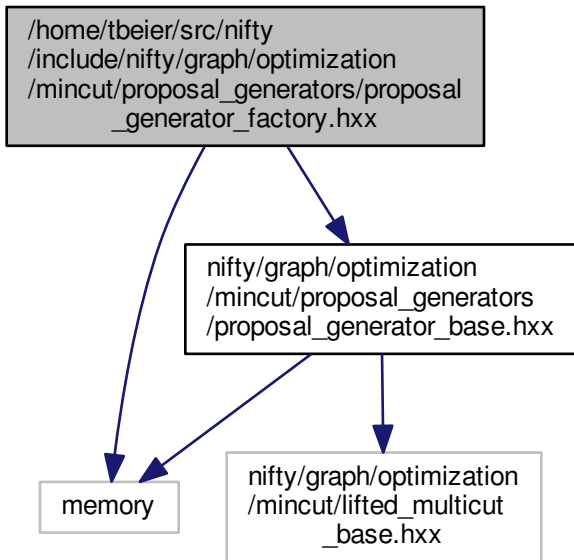 /home/tbeier/src/nifty
/include/nifty/graph/optimization
/mincut/proposal_generators/proposal
_generator_factory.hxx
nifty/graph/optimization
/mincut/proposal_generators
/proposal_generator_base.hxx
memory
nifty/graph/optimization
/mincut/lifted_multicut
_base.hxx